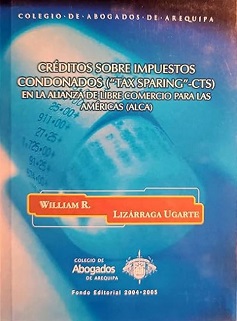 COLEGIO · DE · ABOGADOS · DE · AREQUIPA
CRÉDITOS SOBRE IMPUESTOS
CONDONADOS ("TAX SPARING"-CTS)
EN LA ALIANZA DE LIBRE COMERCIO PARA LAS
AMÉRICAS (ALCA)
WILLIAM R.
LIZÁRRAGA UGARTE
COLEGIO DE
Abogados
DE AREQUIPA
Fondo Editorial 2004-2005